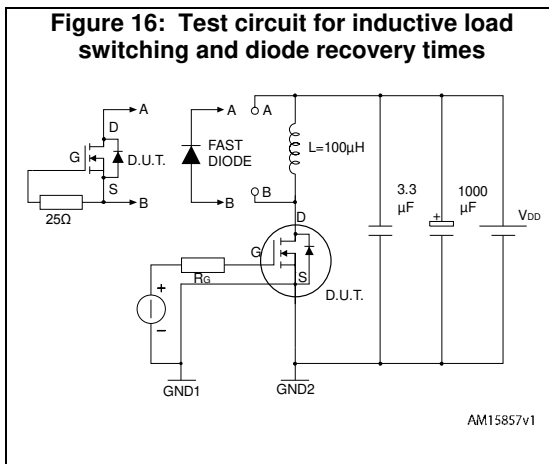 Figure 16: Test circuit for inductive load
switching and diode recovery times
A
D
G
D.U.T.
S
B
25Ω
A
FAST
DIODE
B
A
B
L=100µH
3.3
µF
1000
µF
+
VDD
D
G
S
D.U.T.
RG
+
−
GND1
GND2
AM15857v1